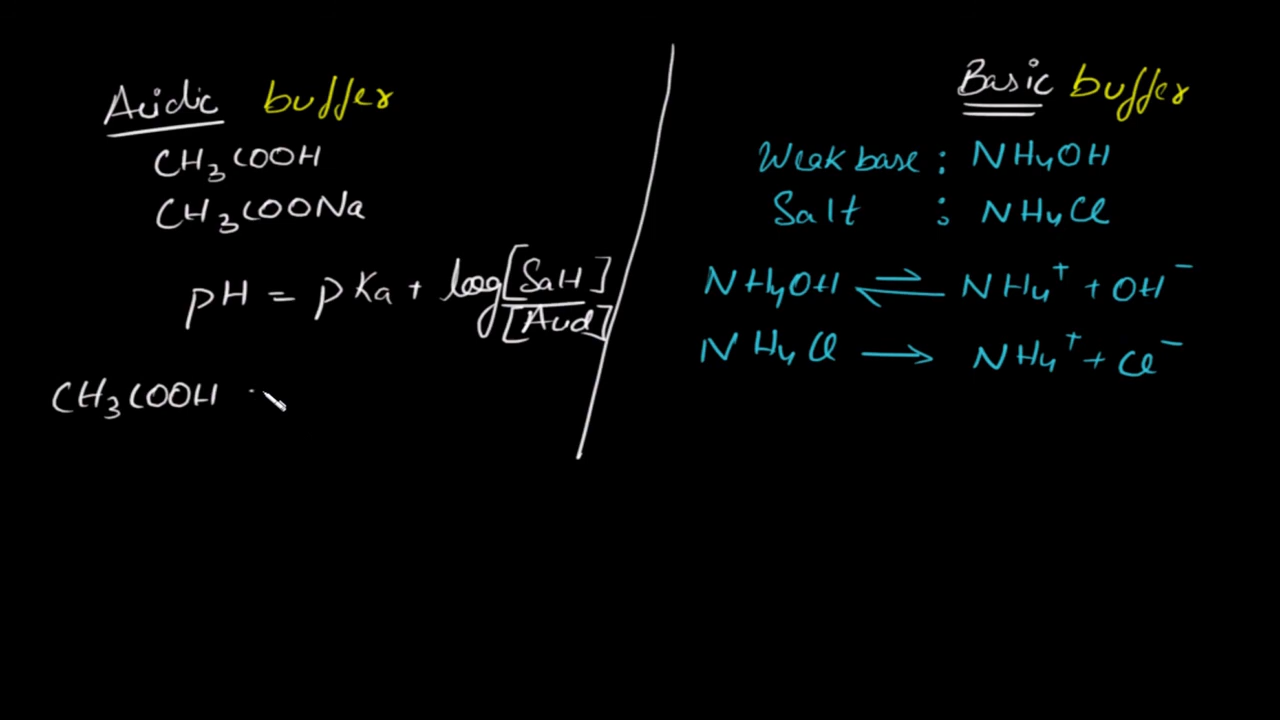 Acidic buffer
CH₃COOH
CH₃COONa
pH = pKa + log [Salt]
[Acid]
CH₃COOH
Basic buffer
Weak base : NH₄OH
Salt : NH₄Cl
NH₄OH ⇌ NH₄⁺ + OH⁻
NH₄Cl → NH₄⁺ + Cl⁻